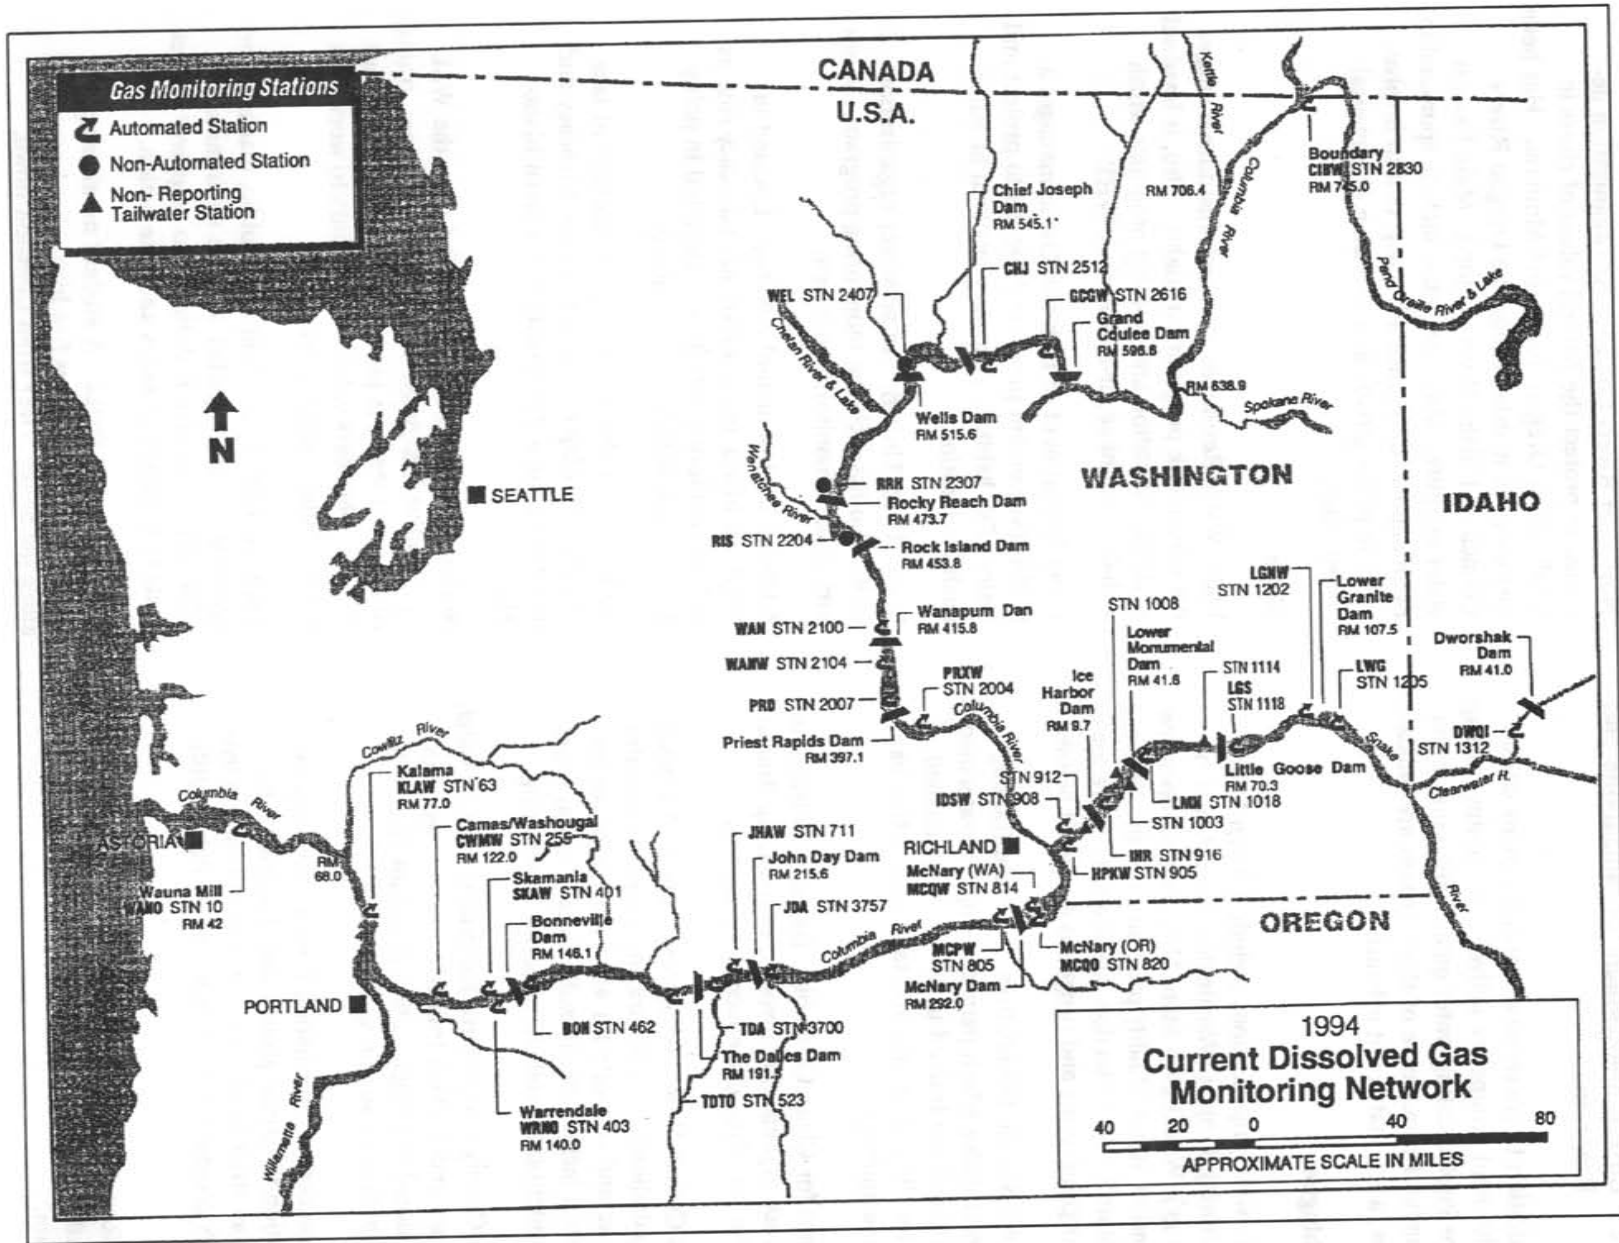 Gas Monitoring Stations
Automated Station
Non-Automated Station
Non- Reporting
Tailwater Station
CANADA
U.S.A.
Kettle River
Columbia River
Boundary
CIBW STN 2830
RM 745.0
RM 706.4
Chief Joseph
Dam
RM 545.1
CHJ STN 2512
WEL STN 2407
GCGW STN 2616
Grand
Coulee Dam
RM 596.8
Pend Oreille River & Lake
Chelan River & Lake
RM 638.9
Spokane River
Wells Dam
RM 515.6
N
SEATTLE
Wenatchee River
RRH STN 2307
Rocky Reach Dam
RM 473.7
WASHINGTON
IDAHO
RIS STN 2204
Rock Island Dam
RM 453.8
WAN STN 2100
Wanapum Dan
RM 415.8
WANW STN 2104
PRXW
STN 2004
PRD STN 2007
Columbia River
Priest Rapids Dam
RM 397.1
LGNW
STN 1202
STN 1008
Lower
Granite
Dam
RM 107.5
Lower
Monumental
Dam
RM 41.6
STN 1114
LGS
STN 1118
LWG
STN 1205
Dworshak
Dam
RM 41.0
Ice
Harbor
Dam
RM 9.7
DWQI
STN 1312
Snake
River
Clearwater R.
Little Goose Dam
RM 70.3
STN 912
IDSW STN 908
LMN STN 1018
STN 1003
IHR STN 916
HPKW STN 905
RICHLAND
Cowlitz River
Kalama
KLAW STN 63
RM 77.0
Columbia River
ASTORIA
Camas/Washougal
CWMW STN 255
RM 122.0
RM
68.0
Wauna Mill
WANO STN 10
RM 42
Skamania
SKAW STN 401
Bonneville
Dam
RM 146.1
JHAW STN 711
John Day Dam
RM 215.6
JDA STN 3757
McNary (WA)
MCQW STN 814
OREGON
Columbia River
MCPW
STN 805
McNary (OR)
MCQO STN 820
McNary Dam
RM 292.0
PORTLAND
BON STN 462
TDA STN 3700
The Dalles Dam
RM 191.5
TDTO STN 523
Warrendale
WRNO STN 403
RM 140.0
Willamette River
1994
Current Dissolved Gas
Monitoring Network
40 20 0 40 80
APPROXIMATE SCALE IN MILES